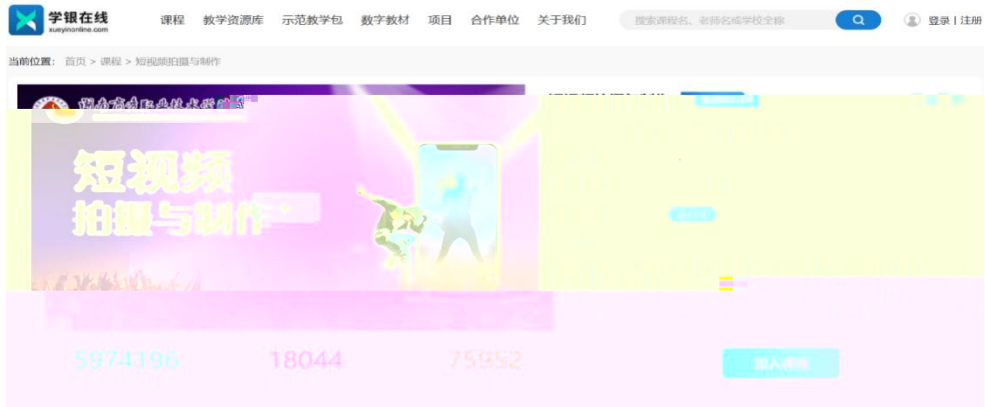 学银在线
xueyinonline.com
课程 教学资源库 示范教学包 数字教材 项目 合作单位 关于我们
搜索课程名、老师名或学校全称
登录 | 注册
当前位置: 首页 > 课程 > 短视频拍摄与制作
短视频
拍摄与制作
5974196 18044 75952
加入课程